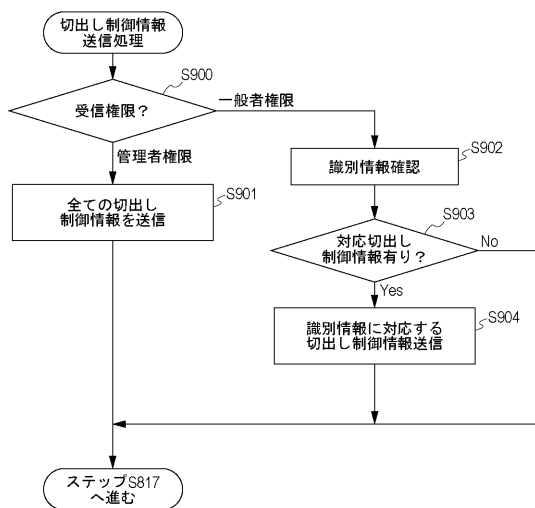 切出し制御情報
送信処理
S900
受信権限？
一般者権限
管理者権限
S901
全ての切出し
制御情報を送信
S902
識別情報確認
S903
対応切出し
制御情報有り？
No
Yes
S904
識別情報に対応する
切出し制御情報送信
ステップS817
へ進む